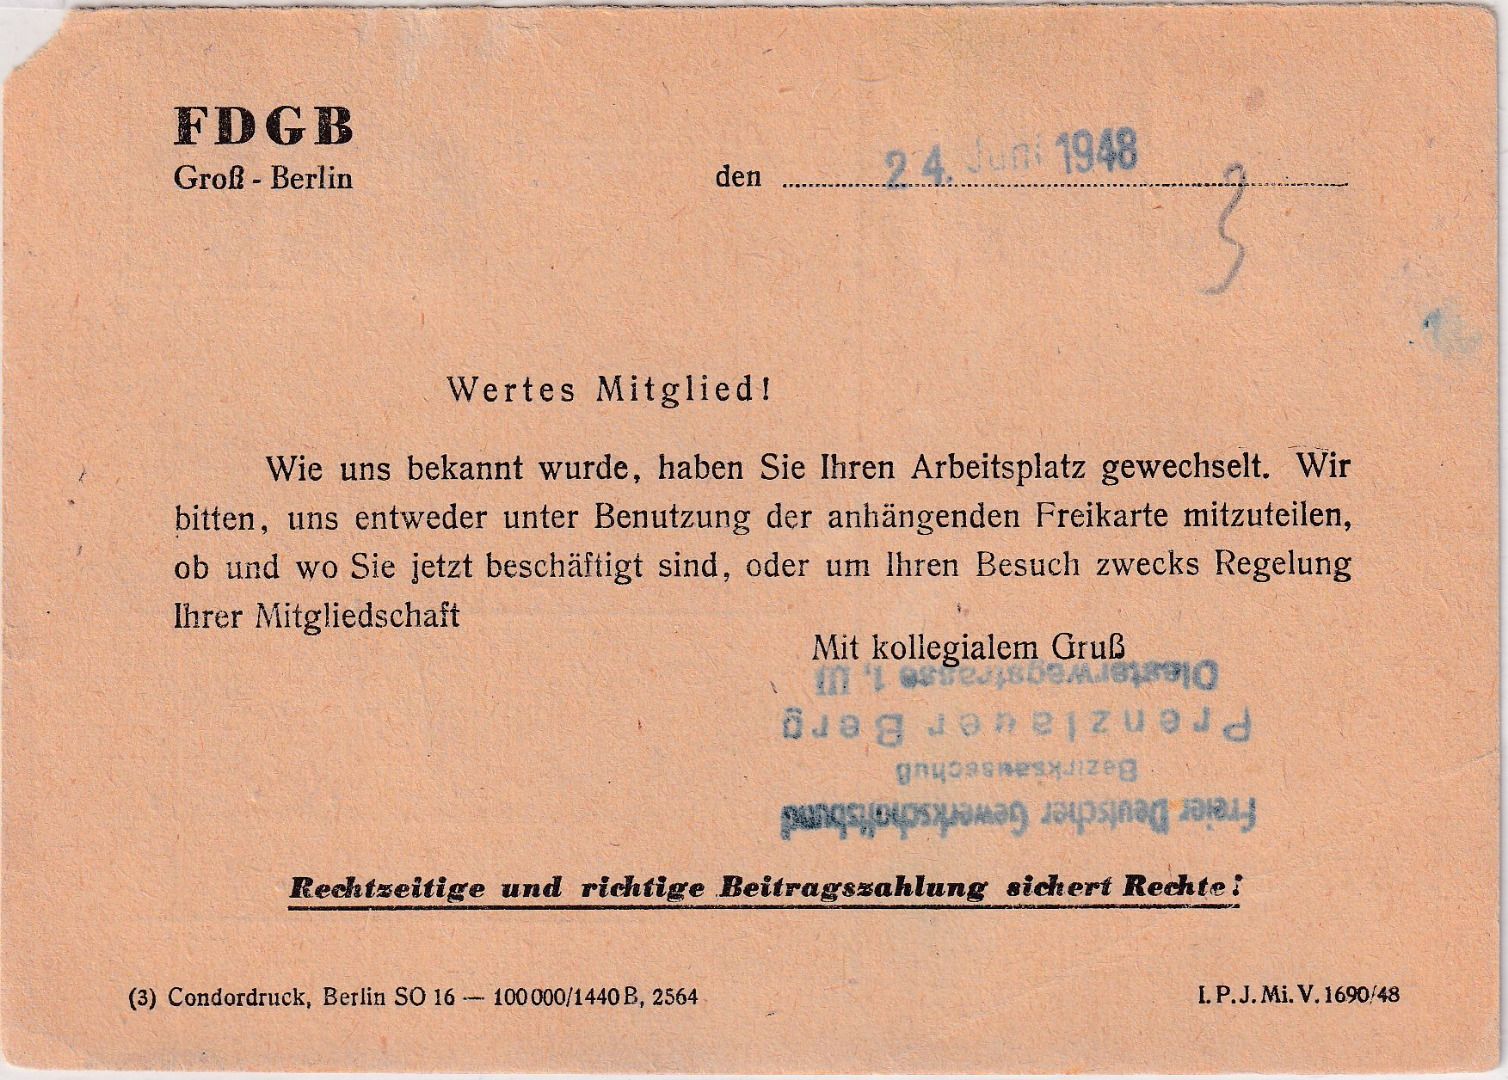 FDGB
Groß - Berlin
den 24. Juni 1948
3
Wertes Mitglied!
Wie uns bekannt wurde, haben Sie Ihren Arbeitsplatz gewechselt. Wir
bitten, uns entweder unter Benutzung der anhängenden Freikarte mitzuteilen,
ob und wo Sie jetzt beschäftigt sind, oder um Ihren Besuch zwecks Regelung
Ihrer Mitgliedschaft
Mit kollegialem Gruß
Freier Deutscher Gewerkschaftsbund
Bezirksausschuß
Prenzlauer Berg
Diesterwegstrasse 1, III
Rechtzeitige und richtige Beitragszahlung sichert Rechte!
(3) Condordruck, Berlin SO 16 — 100000/1440 B, 2564
I. P. J. Mi. V. 1690/48